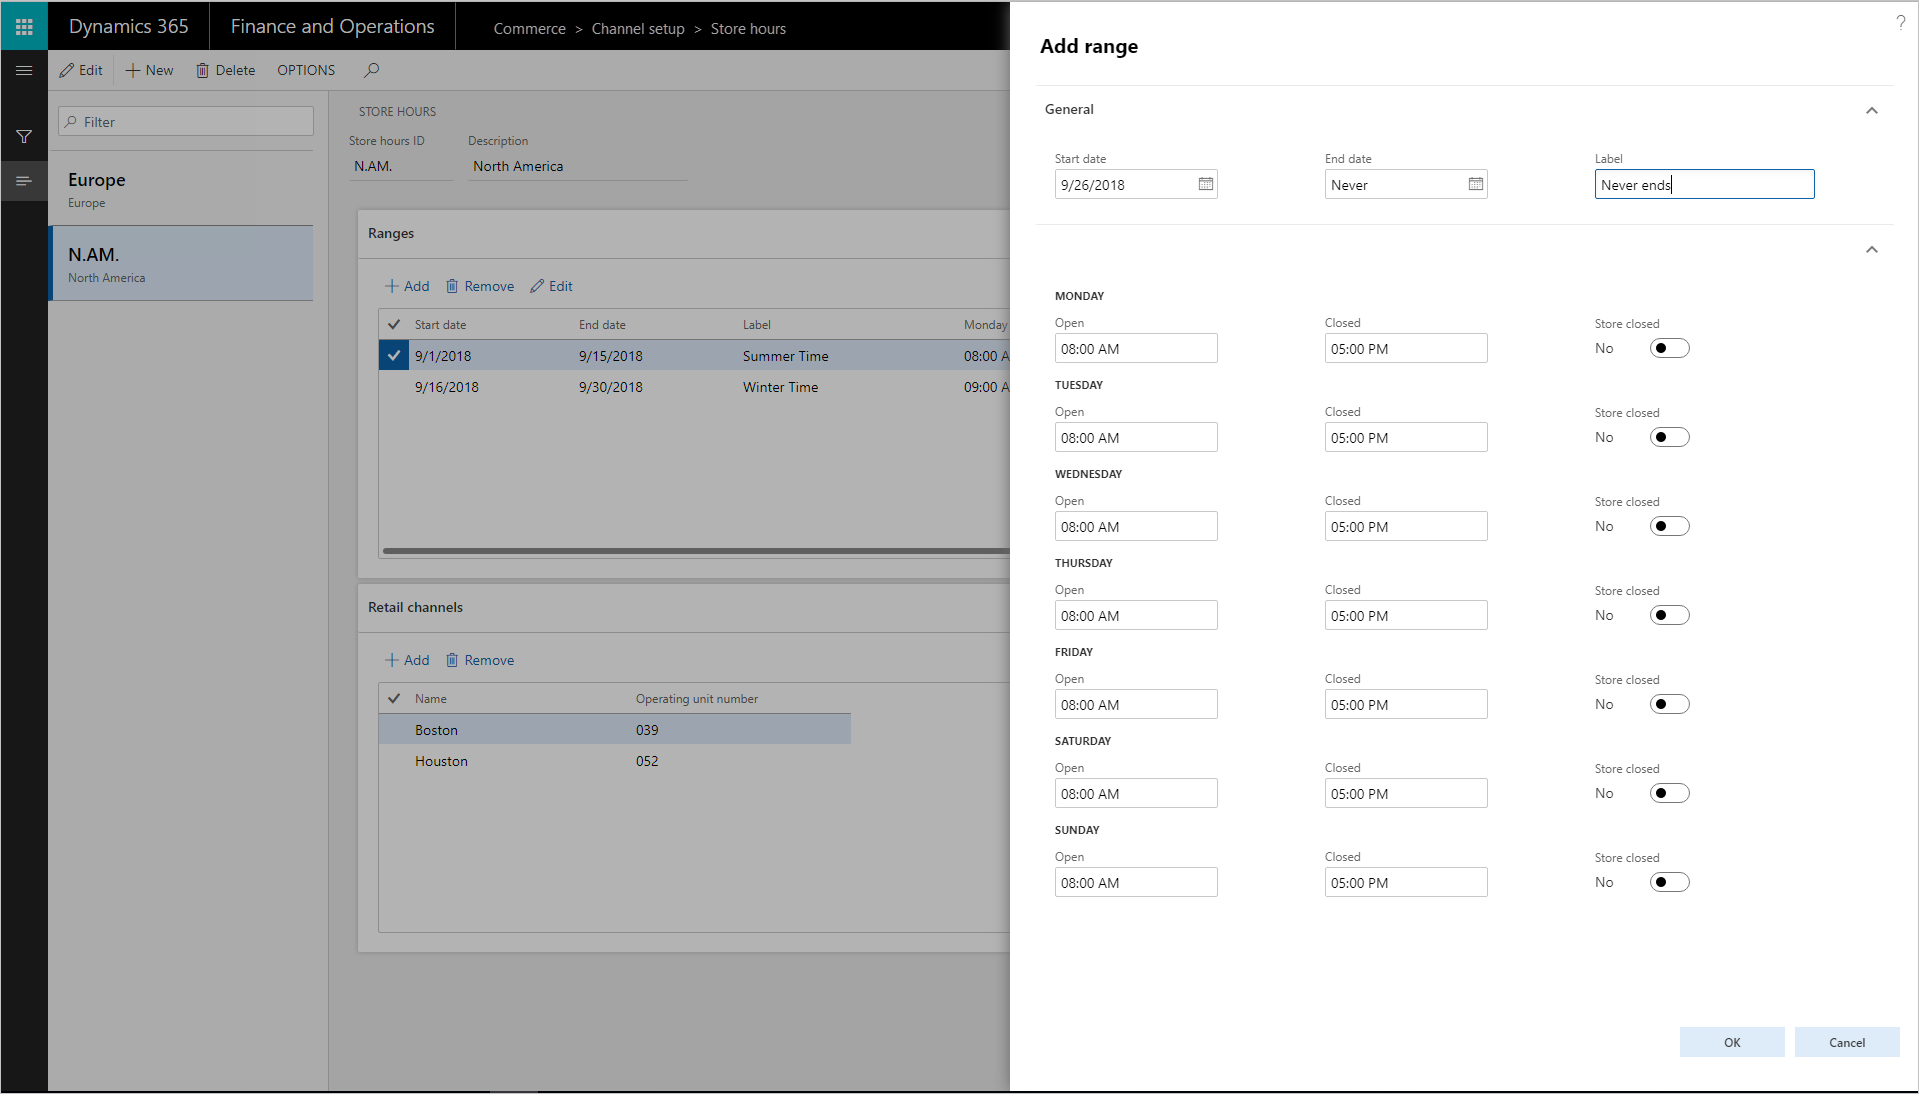 Dynamics 365
Finance and Operations
Commerce > Channel setup > Store hours
Edit New Delete OPTIONS
Filter
Europe
Europe
N.AM.
North America
STORE HOURS
Store hours ID Description
N.AM. North America
Ranges
Add Remove Edit
Start date End date Label Monday
9/1/2018 9/15/2018 Summer Time 08:00 A
9/16/2018 9/30/2018 Winter Time 09:00 A
Retail channels
Add Remove
Name Operating unit number
Boston 039
Houston 052
?
Add range
General
Start date End date Label
9/26/2018 Never Never ends
MONDAY
Open Closed Store closed
08:00 AM 05:00 PM No
TUESDAY
Open Closed Store closed
08:00 AM 05:00 PM No
WEDNESDAY
Open Closed Store closed
08:00 AM 05:00 PM No
THURSDAY
Open Closed Store closed
08:00 AM 05:00 PM No
FRIDAY
Open Closed Store closed
08:00 AM 05:00 PM No
SATURDAY
Open Closed Store closed
08:00 AM 05:00 PM No
SUNDAY
Open Closed Store closed
08:00 AM 05:00 PM No
OK Cancel